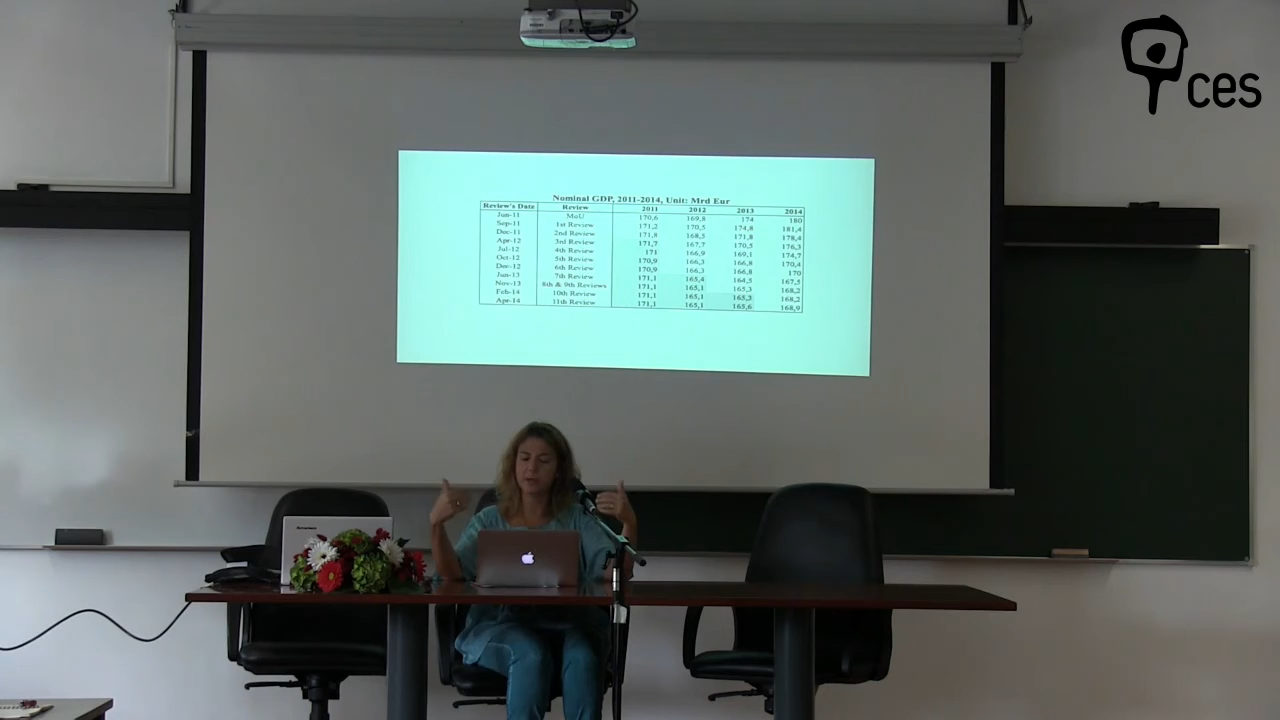 ces
Nominal GDP, 2011-2014, Unit: Mrd Eur
Review's Date Review 2011 2012 2013 2014
Jun-11 MoU 170,6 169,8 174 180
Sep-11 1st Review 171,2 170,5 174,8 181,4
Dec-11 2nd Review 171,8 168,5 171,8 178,4
Apr-12 3rd Review 171,7 167,7 170,5 176,3
Jul-12 4th Review 171 166,9 169,1 174,7
Oct-12 5th Review 170,9 166,3 166,8 170,4
Dec-12 6th Review 170,9 166,3 166,8 170
Jun-13 7th Review 171,1 165,4 164,5 167,5
Nov-13 8th & 9th Reviews 171,1 165,1 165,3 168,2
Feb-14 10th Review 171,1 165,1 165,3 168,2
Apr-14 11th Review 171,1 165,1 165,6 168,9